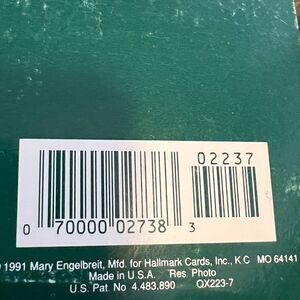 02237
0 70000 02738 3
1991 Mary Engelbreit, Mfd. for Hallmark Cards, Inc., K C MO 64141
Made in U.S.A. Res. Photo
U.S. Pat. No 4.483.890 QX223-7